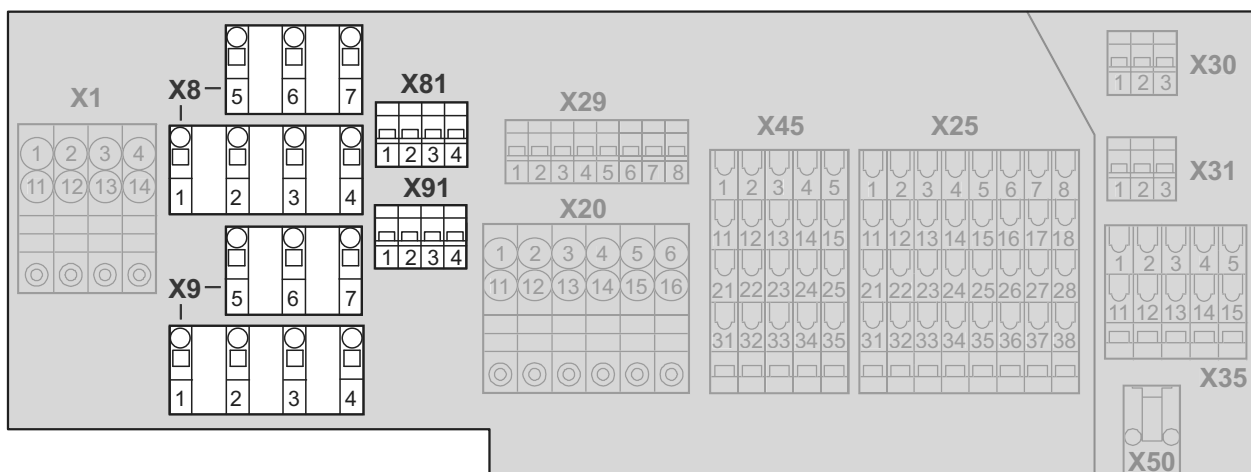 X1
1 2 3 4
11 12 13 14
X8
5 6 7
1 2 3 4
X9
5 6 7
1 2 3 4
X81
1 2 3 4
X91
1 2 3 4
X29
1 2 3 4 5 6 7 8
X20
1 2 3 4 5 6
11 12 13 14 15 16
X45
1 2 3 4 5
11 12 13 14 15
21 22 23 24 25
31 32 33 34 35
X25
1 2 3 4 5 6 7 8
11 12 13 14 15 16 17 18
21 22 23 24 25 26 27 28
31 32 33 34 35 36 37 38
X30
1 2 3
X31
1 2 3
1 2 3 4 5
11 12 13 14 15
X35
X50